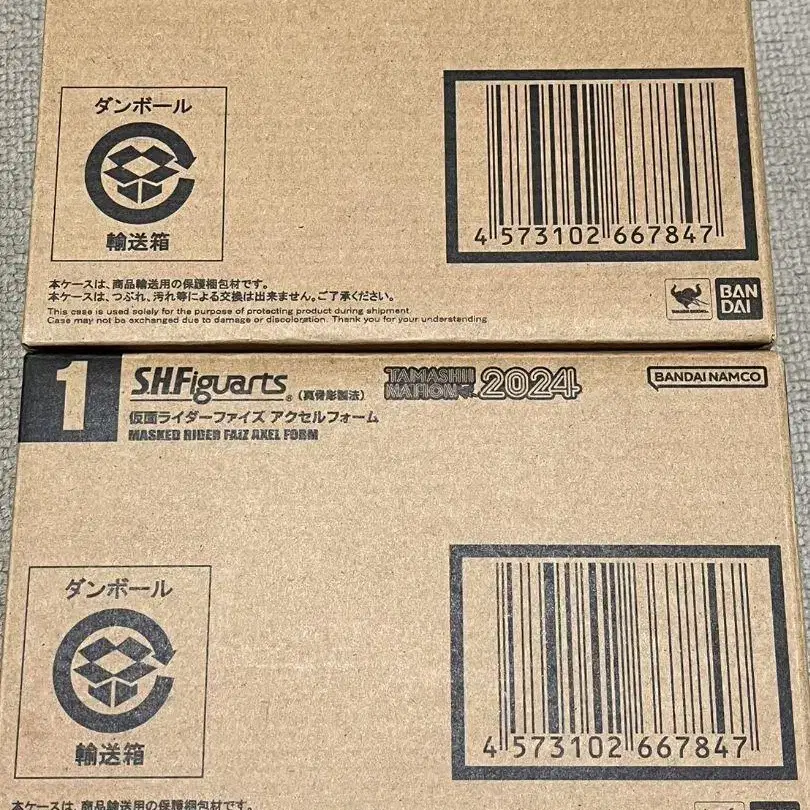 ダンボール
輸送箱
4 573102 667847
本ケースは、商品輸送用の保護梱包材です。
本ケースは、つぶれ、汚れ等による交換は出来ません。ご了承ください。
This case is used solely for the purpose of protecting product during shipment.
Case may not be exchanged due to damage or discoloration. Thank you for your understanding
TAMASHII NATIONS
BAN
DAI
1
S.H.Figuarts® (真骨彫製法)
TAMASHII
NATION 2024
BANDAI NAMCO
仮面ライダーファイズ アクセルフォーム
MASKED RIDER FAIZ AXEL FORM
ダンボール
輸送箱
4 573102 667847
本ケースは、商品輸送用の保護梱包材です。